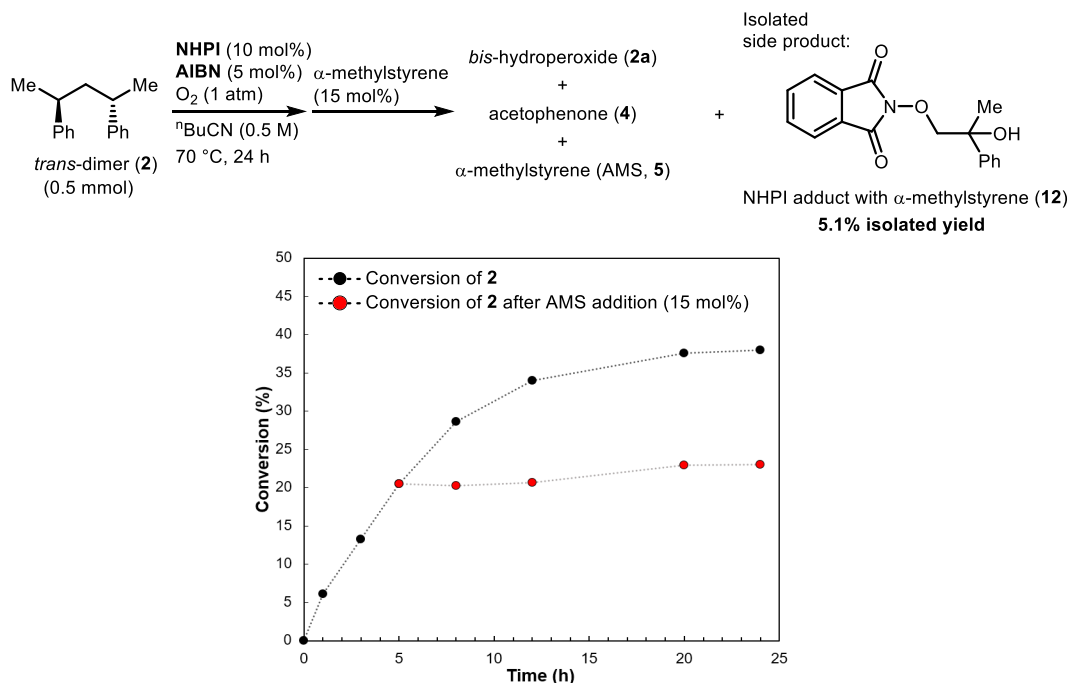 Me
Me
Ph
Ph
trans-dimer (2)
(0.5 mmol)
NHPI (10 mol%)
AIBN (5 mol%)
O2 (1 atm)
nBuCN (0.5 M)
70 °C, 24 h
α-methylstyrene
(15 mol%)
bis-hydroperoxide (2a)
+
acetophenone (4)
+
α-methylstyrene (AMS, 5)
+
Isolated
side product:
O
N
O
O
Me
OH
Ph
NHPI adduct with α-methylstyrene (12)
5.1% isolated yield
Conversion of 2
Conversion of 2 after AMS addition (15 mol%)
Conversion (%)
50
45
40
35
30
25
20
15
10
5
0
0 5 10 15 20 25
Time (h)